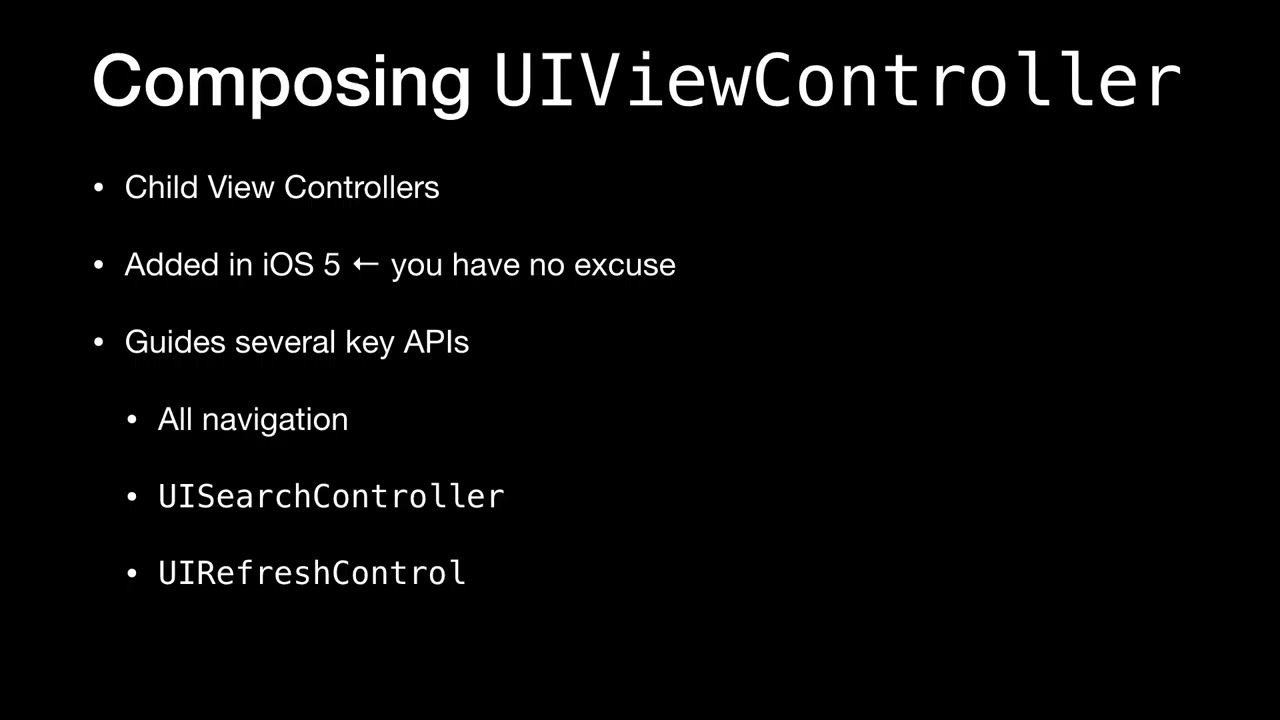 Composing UIViewController
• Child View Controllers
• Added in iOS 5 ← you have no excuse
• Guides several key APIs
• All navigation
• UISearchController
• UIRefreshControl